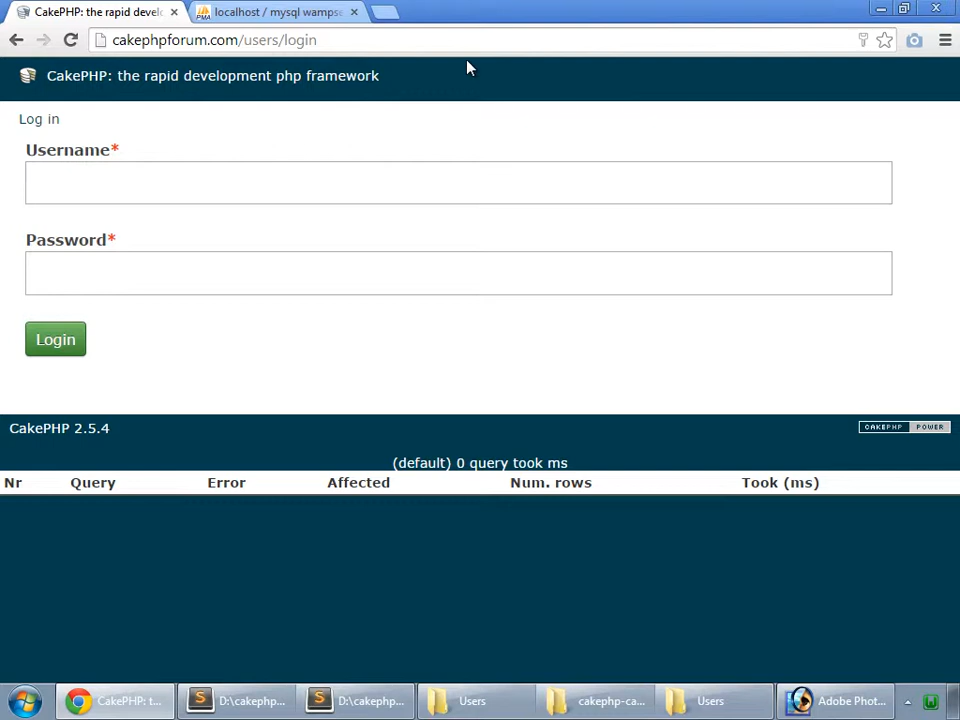 CakePHP: the rapid develo
localhost / mysql wampse
cakephpforum.com/users/login
CakePHP: the rapid development php framework
Log in
Username*
Password*
Login
CakePHP 2.5.4
CAKEPHP POWER
(default) 0 query took ms
Nr Query Error Affected Num. rows Took (ms)
CakePHP: t...
D:\cakephp...
D:\cakephp...
Users
cakephp-ca...
Users
Adobe Phot...